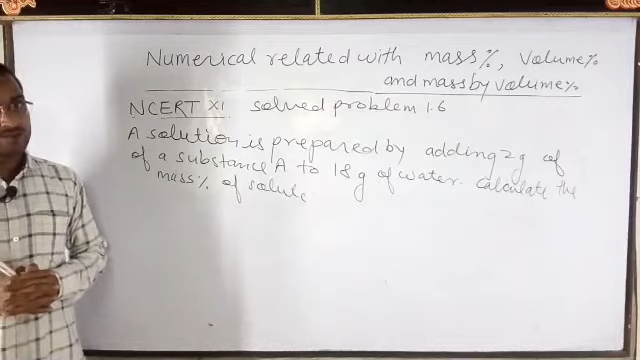 Numerical related with mass%, Volume%
and mass by volume%
NCERT XI solved problem 1.6
A solution is prepared by adding 2g of
of a substance A to 18g of water. Calculate the
mass% of solute